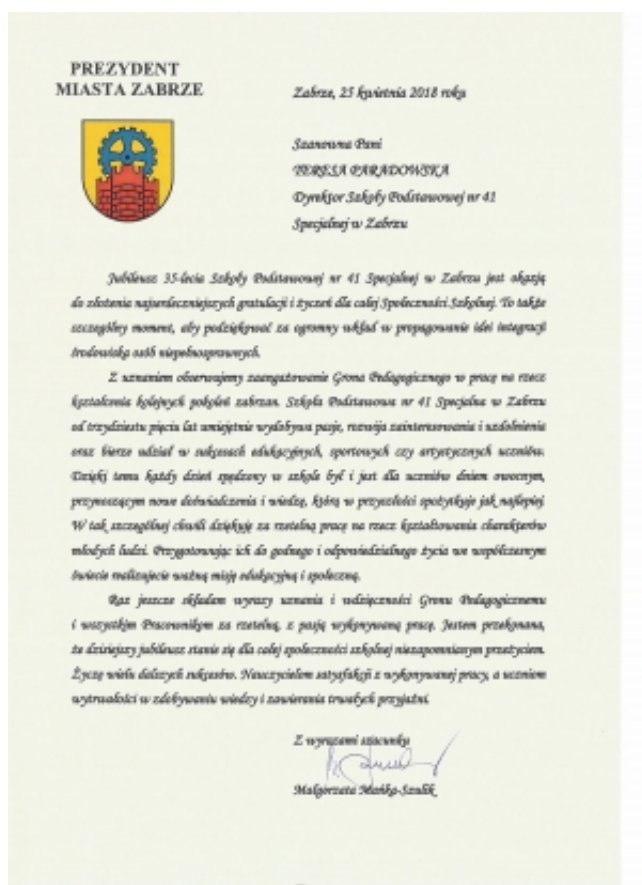 PREZYDENT
MIASTA ZABRZE
Zabrze, 25 kwietnia 2018 roku
Szanowna Pani
TERESA PARADOWSKA
Dyrektor Szkoły Podstawowej nr 41
Specjalnej w Zabrzu
Jubileusz 35-lecia Szkoły Podstawowej nr 41 Specjalnej w Zabrzu jest okazją
do złożenia najserdeczniejszych gratulacji i życzeń dla całej Społeczności Szkolnej. To także
szczególny moment, aby podziękować za ogromny wkład w propagowanie idei integracji
środowiska osób niepełnosprawnych.
Z uznaniem obserwujemy zaangażowanie Grona Pedagogicznego w pracę na rzecz
kształcenia kolejnych pokoleń zabrzan. Szkoła Podstawowa nr 41 Specjalna w Zabrzu
od trzydziestu pięciu lat umiejętnie wydobywa pasje, rozwija zainteresowania i uzdolnienia
oraz bierze udział w sukcesach edukacyjnych, sportowych czy artystycznych uczniów.
Dzięki temu każdy dzień spędzony w szkole był i jest dla uczniów dniem owocnym,
przynoszącym nowe doświadczenia i wiedzę, którą w przyszłości spożytkuje jak najlepiej.
W tak szczególnej chwili dziękuję za rzetelną pracę na rzecz kształtowania charakterów
młodych ludzi. Przygotowując ich do godnego i odpowiedzialnego życia we współczesnym
świecie realizujecie ważną misję edukacyjną i społeczną.
Raz jeszcze składam wyrazy uznania i wdzięczności Gronu Pedagogicznemu
i wszystkim Pracownikom za rzetelną, z pasją wykonywaną pracę. Jestem przekonana,
że dzisiejszy jubileusz stanie się dla całej społeczności szkolnej niezapomnianym przeżyciem.
Życzę wielu dalszych sukcesów. Nauczycielom satysfakcji z wykonywanej pracy, a uczniom
wytrwałości w zdobywaniu wiedzy i zawierania trwałych przyjaźni.
Z wyrazami szacunku
Małgorzata Mańka-Szulik